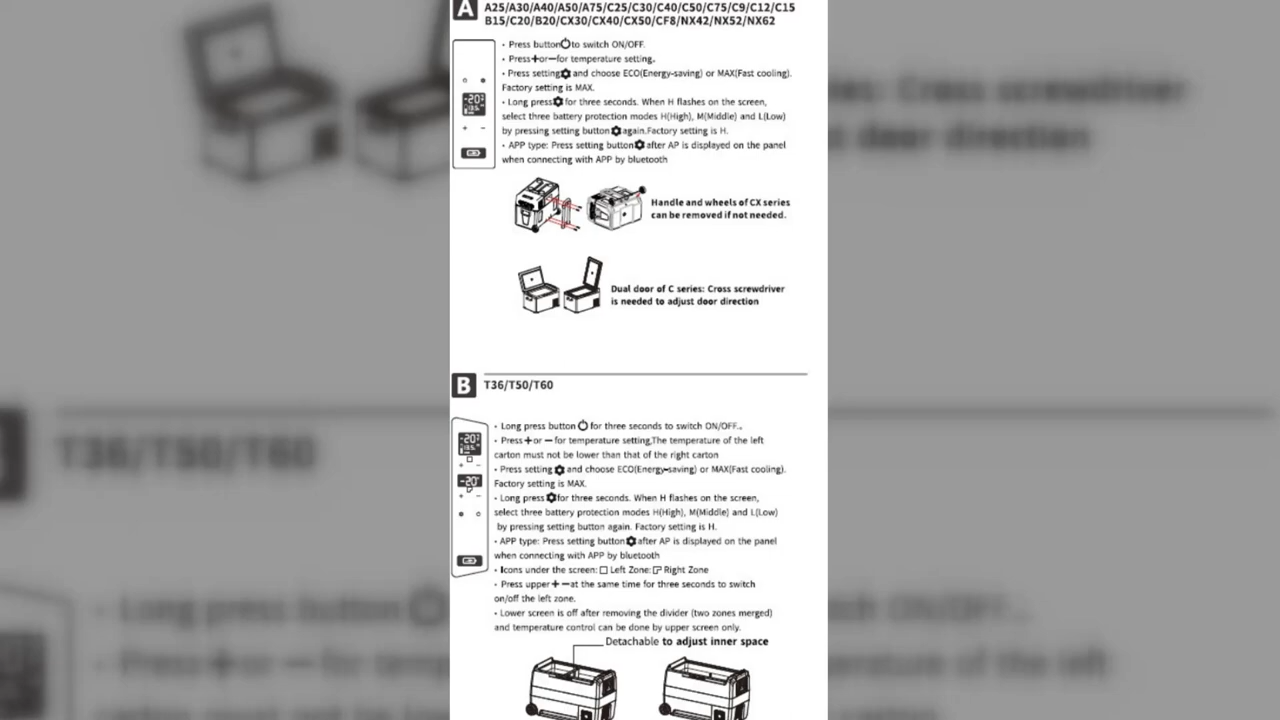 A
A25/A30/A40/A50/A75/C25/C30/C40/C50/C75/C9/C12/C15
B15/C20/B20/CX30/CX40/CX50/CF8/NX42/NX52/NX62
• Press button to switch ON/OFF.
• Press+or—for temperature setting.
• Press setting and choose ECO(Energy-saving) or MAX(Fast cooling).
Factory setting is MAX.
• Long press for three seconds. When H flashes on the screen,
select three battery protection modes H(High), M(Middle) and L(Low)
by pressing setting button again.Factory setting is H.
• APP type: Press setting button after AP is displayed on the panel
when connecting with APP by bluetooth
-20
Handle and wheels of CX series
can be removed if not needed.
Dual door of C series: Cross screwdriver
is needed to adjust door direction
B
T36/T50/T60
• Long press button for three seconds to switch ON/OFF..
• Press+or — for temperature setting,The temperature of the left
carton must not be lower than that of the right carton
• Press setting and choose ECO(Energy-saving) or MAX(Fast cooling).
Factory setting is MAX.
• Long press for three seconds. When H flashes on the screen,
select three battery protection modes H(High), M(Middle) and L(Low)
by pressing setting button again. Factory setting is H.
• APP type: Press setting button after AP is displayed on the panel
when connecting with APP by bluetooth
• Icons under the screen: Left Zone: Right Zone
• Press upper+ —at the same time for three seconds to switch
on/off the left zone.
• Lower screen is off after removing the divider (two zones merged)
and temperature control can be done by upper screen only.
-20
-20
Detachable to adjust inner space